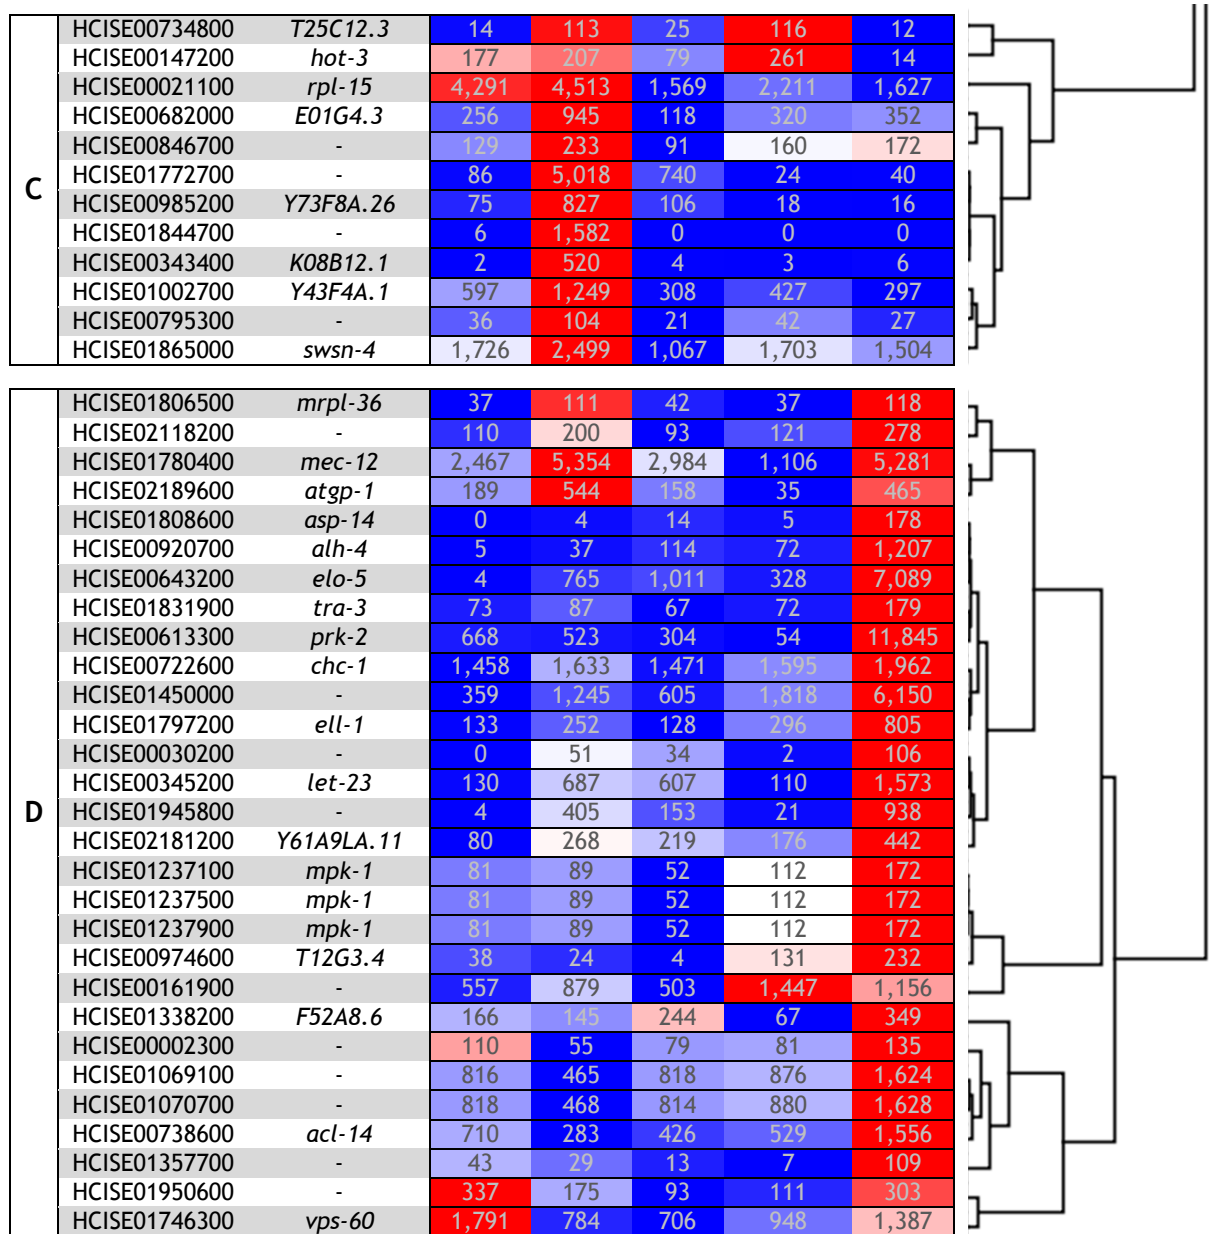 HCISE00734800 T25C12.3 14 113 25 116 12
HCISE00147200 hot-3 177 207 79 261 14
HCISE00021100 rpl-15 4,291 4,513 1,569 2,211 1,627
HCISE00682000 E01G4.3 256 945 118 320 352
HCISE00846700 - 129 233 91 160 172
HCISE01772700 - 86 5,018 740 24 40
C HCISE00985200 Y73F8A.26 75 827 106 18 16
HCISE01844700 - 6 1,582 0 0 0
HCISE00343400 K08B12.1 2 520 4 3 6
HCISE01002700 Y43F4A.1 597 1,249 308 427 297
HCISE00795300 - 36 104 21 42 27
HCISE01865000 swsn-4 1,726 2,499 1,067 1,703 1,504
HCISE01806500 mrpl-36 37 111 42 37 118
HCISE02118200 - 110 200 93 121 278
HCISE01780400 mec-12 2,467 5,354 2,984 1,106 5,281
HCISE02189600 atgp-1 189 544 158 35 465
HCISE01808600 asp-14 0 4 14 5 178
HCISE00920700 alh-4 5 37 114 72 1,207
HCISE00643200 elo-5 4 765 1,011 328 7,089
HCISE01831900 tra-3 73 87 67 72 179
HCISE00613300 prk-2 668 523 304 54 11,845
HCISE00722600 chc-1 1,458 1,633 1,471 1,595 1,962
HCISE01450000 - 359 1,245 605 1,818 6,150
HCISE01797200 ell-1 133 252 128 296 805
HCISE00030200 - 0 51 34 2 106
HCISE00345200 let-23 130 687 607 110 1,573
D HCISE01945800 - 4 405 153 21 938
HCISE02181200 Y61A9LA.11 80 268 219 176 442
HCISE01237100 mpk-1 81 89 52 112 172
HCISE01237500 mpk-1 81 89 52 112 172
HCISE01237900 mpk-1 81 89 52 112 172
HCISE00974600 T12G3.4 38 24 4 131 232
HCISE00161900 - 557 879 503 1,447 1,156
HCISE01338200 F52A8.6 166 145 244 67 349
HCISE00002300 - 110 55 79 81 135
HCISE01069100 - 816 465 818 876 1,624
HCISE01070700 - 818 468 814 880 1,628
HCISE00738600 acl-14 710 283 426 529 1,556
HCISE01357700 - 43 29 13 7 109
HCISE01950600 - 337 175 93 111 303
HCISE01746300 vps-60 1,791 784 706 948 1,387